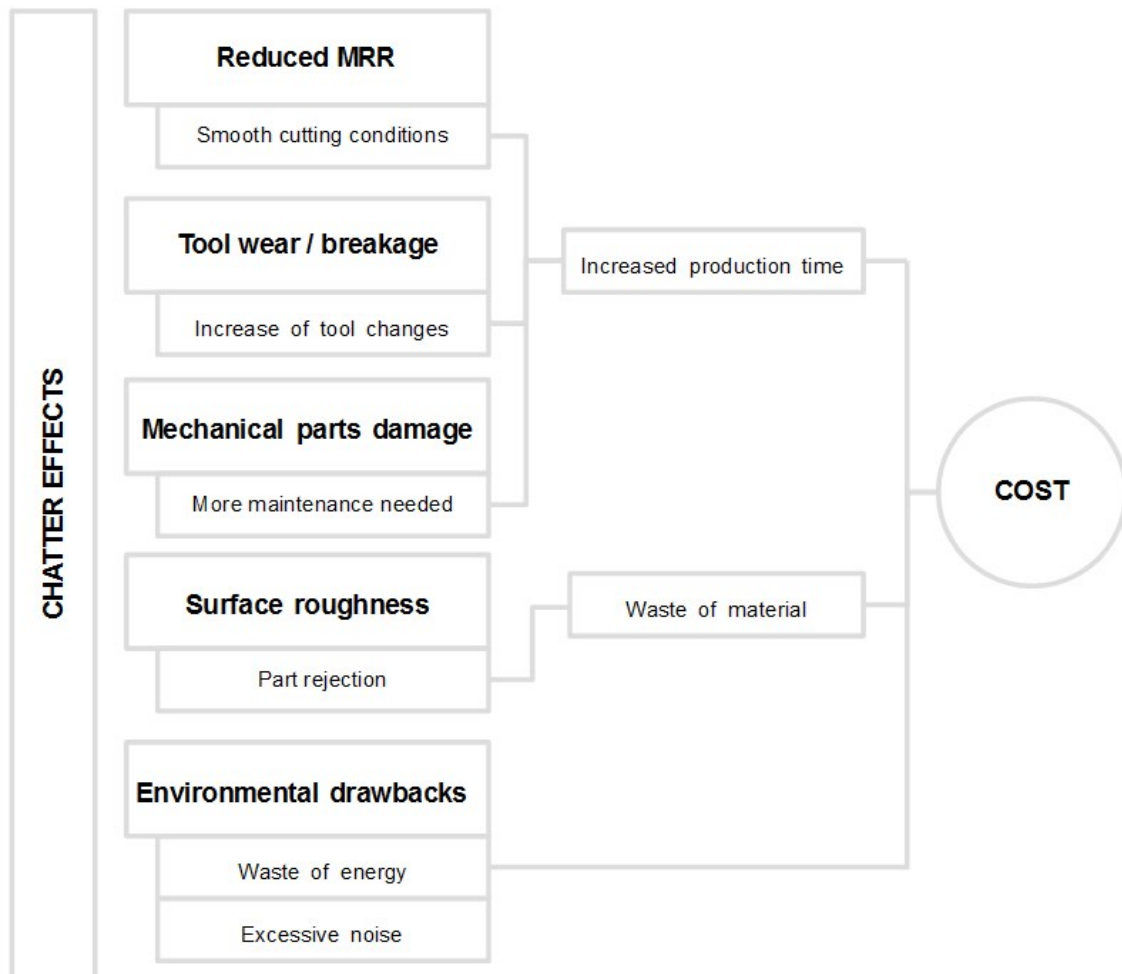 CHATTER EFFECTS
Reduced MRR
Smooth cutting conditions
Tool wear / breakage
Increase of tool changes
Mechanical parts damage
More maintenance needed
Surface roughness
Part rejection
Environmental drawbacks
Waste of energy
Excessive noise
Increased production time
Waste of material
COST